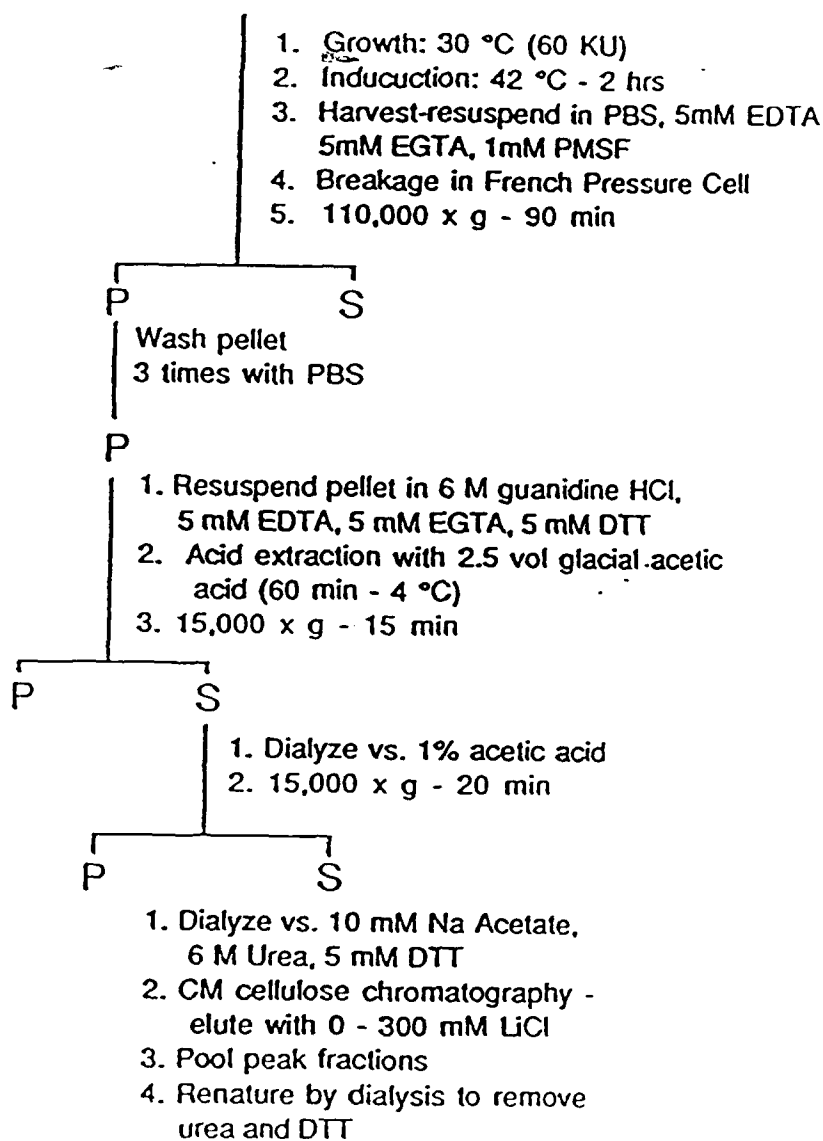 1. Growth: 30 °C (60 KU)
2. Inducuction: 42 °C - 2 hrs
3. Harvest-resuspend in PBS, 5mM EDTA
5mM EGTA, 1mM PMSF
4. Breakage in French Pressure Cell
5. 110,000 x g - 90 min
P S
Wash pellet
3 times with PBS
P
1. Resuspend pellet in 6 M guanidine HCl,
5 mM EDTA, 5 mM EGTA, 5 mM DTT
2. Acid extraction with 2.5 vol glacial acetic
acid (60 min - 4 °C)
3. 15,000 x g - 15 min
P S
1. Dialyze vs. 1% acetic acid
2. 15,000 x g - 20 min
P S
1. Dialyze vs. 10 mM Na Acetate,
6 M Urea, 5 mM DTT
2. CM cellulose chromatography -
elute with 0 - 300 mM LiCl
3. Pool peak fractions
4. Renature by dialysis to remove
urea and DTT